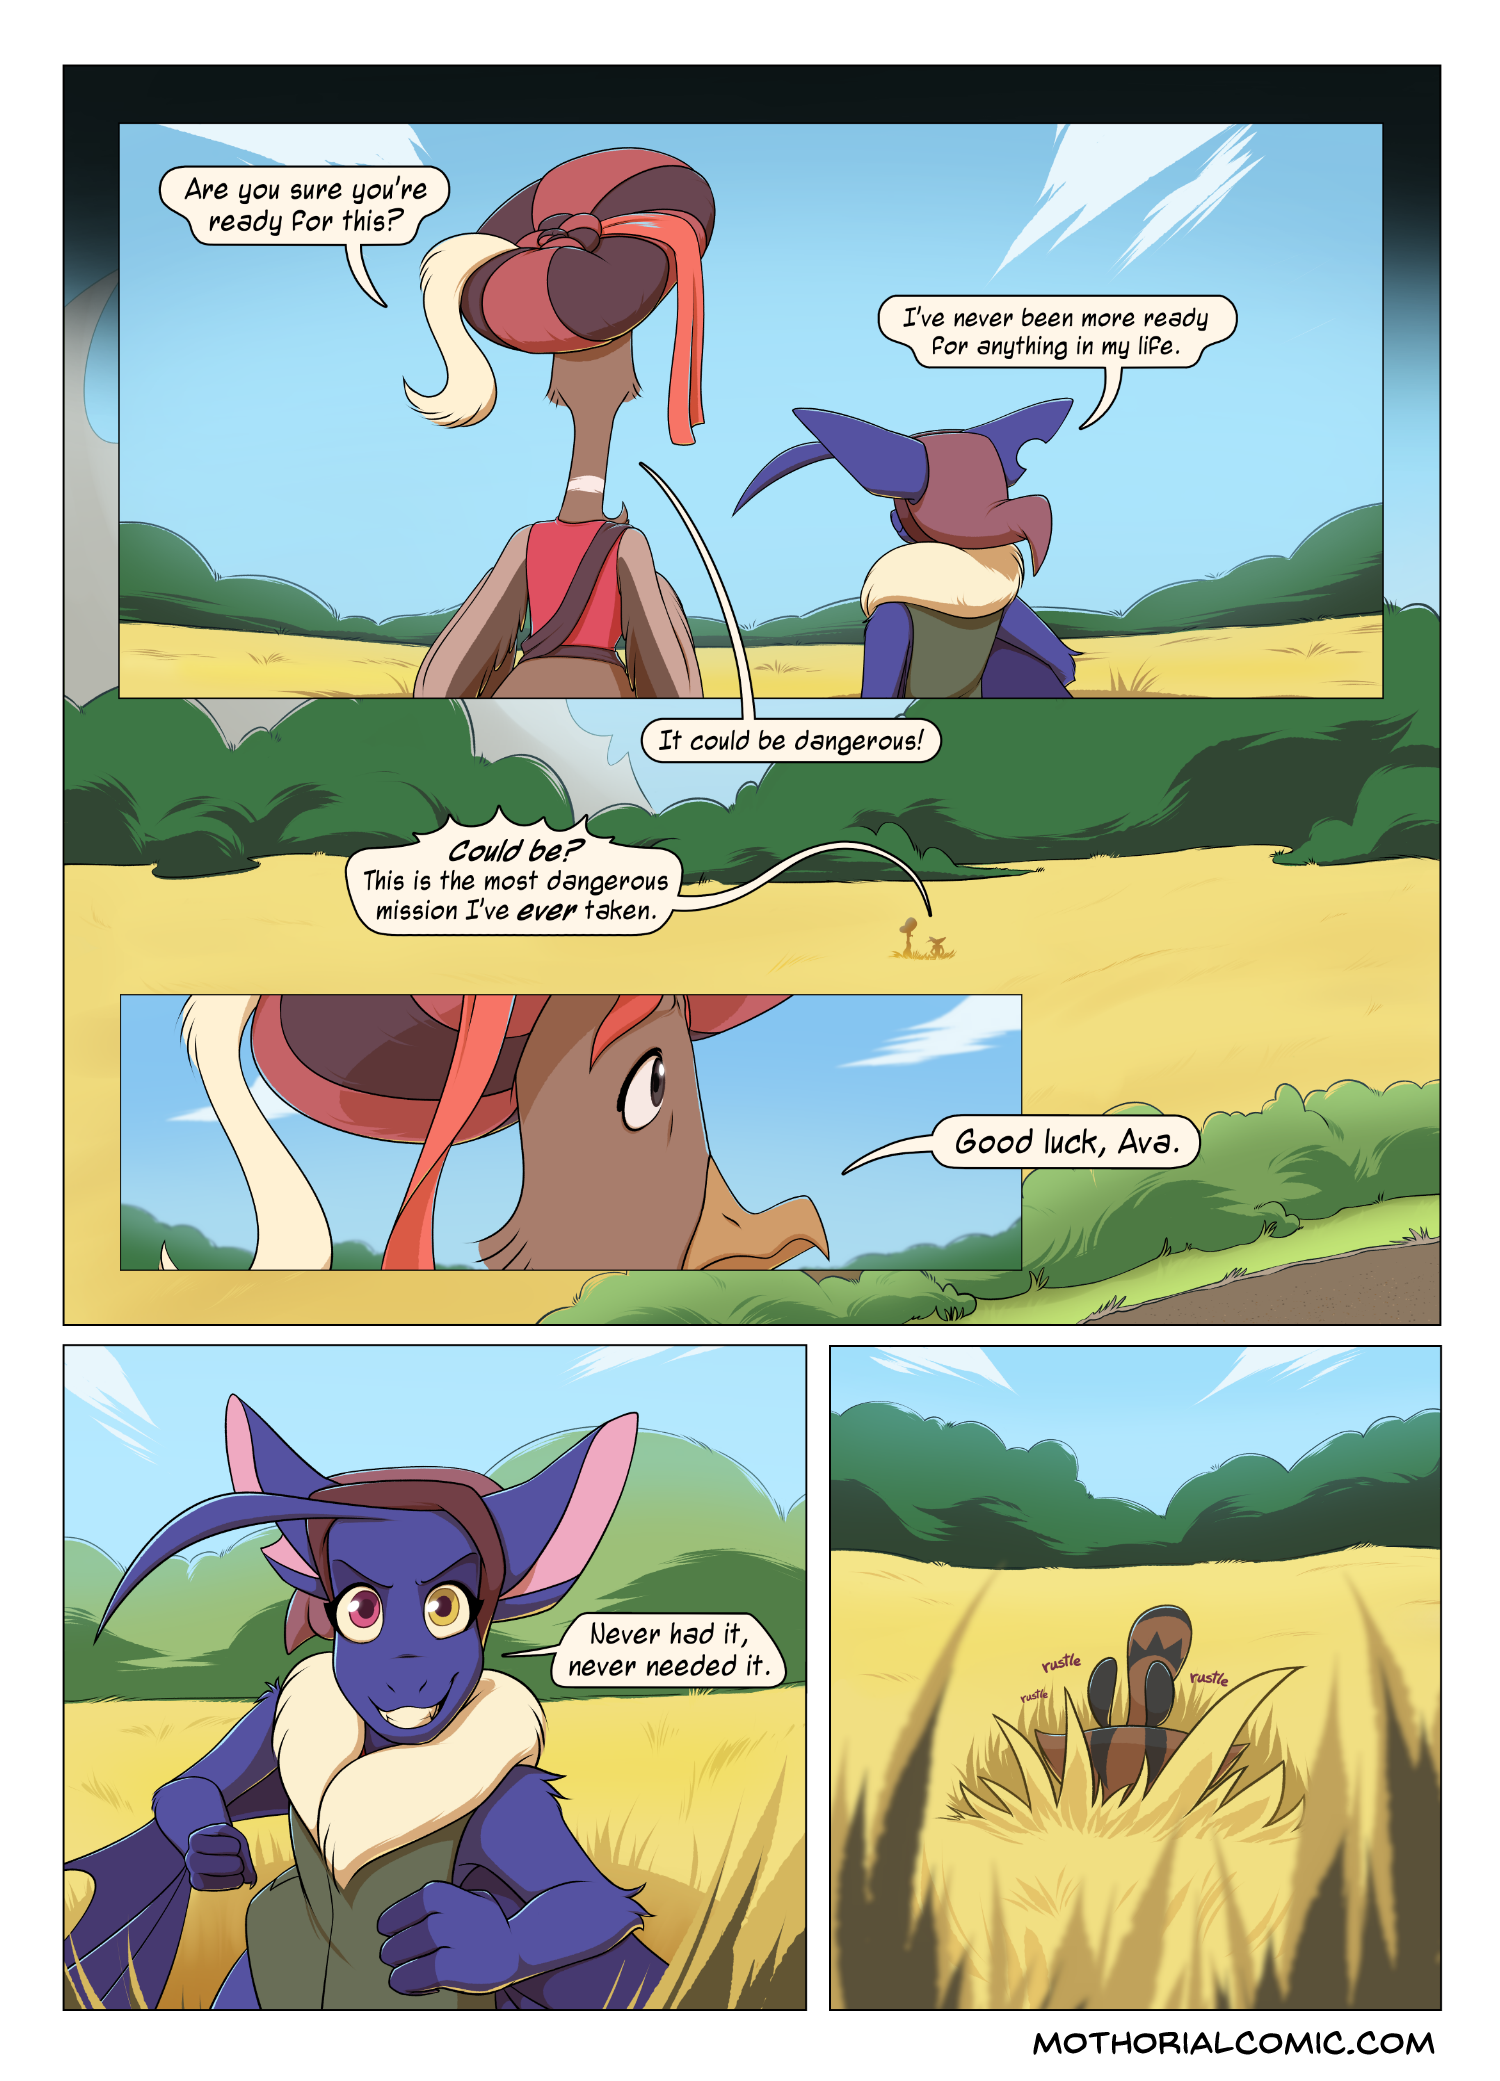 Are you sure you're
ready for this?
I've never been more ready
for anything in my life.
It could be dangerous!
Could be?
This is the most dangerous
mission I've ever taken.
Good luck, Ava.
Never had it,
never needed it.
rustle
rustle
rustle
MOTHORIALCOMIC.COM